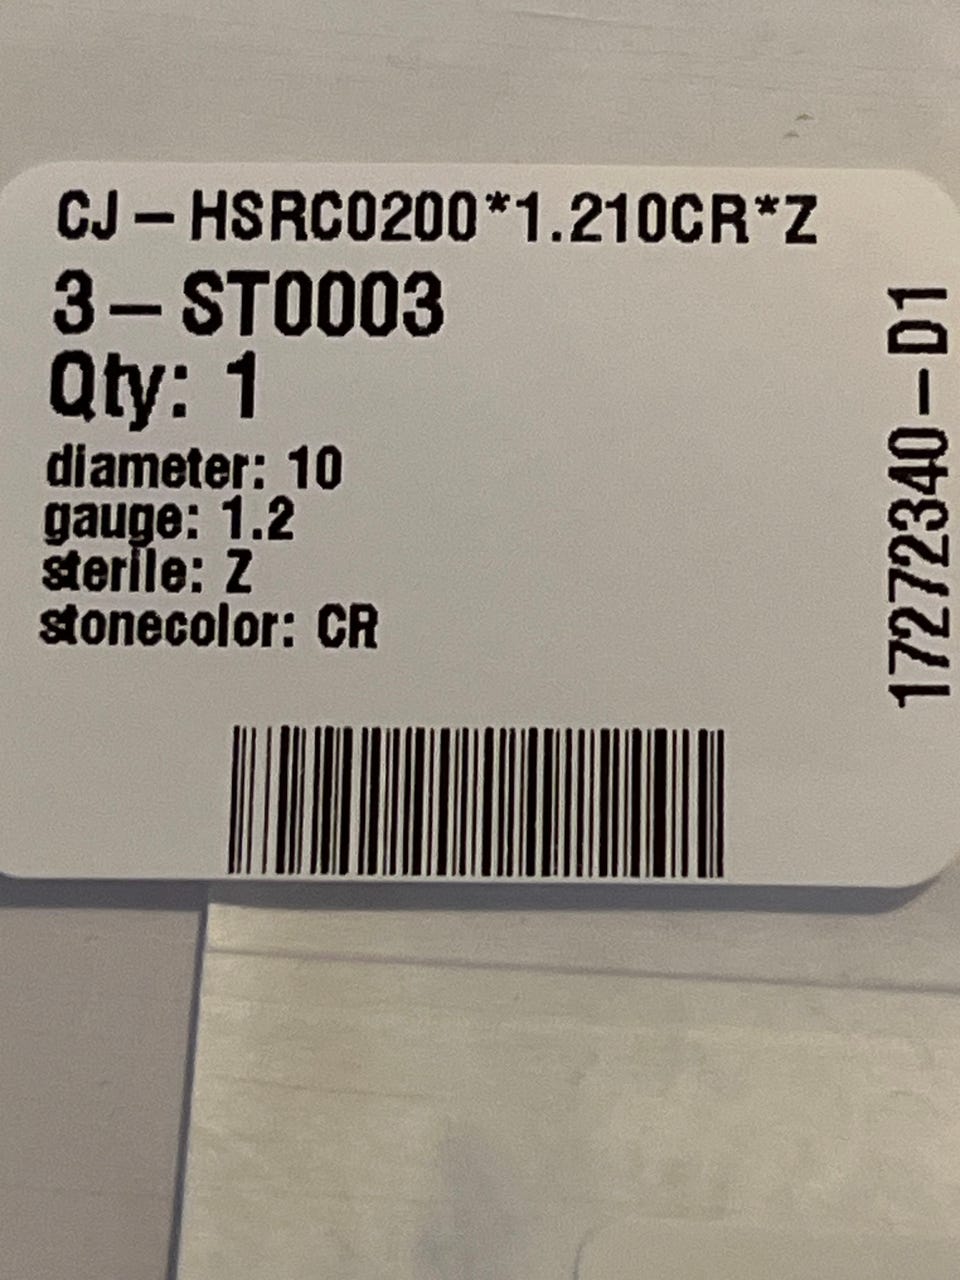 CJ-HSRC0200*1.210CR*Z
3-ST0003
Qty: 1
diameter: 10
gauge: 1.2
sterile: Z
stonecolor: CR
17272340-D1